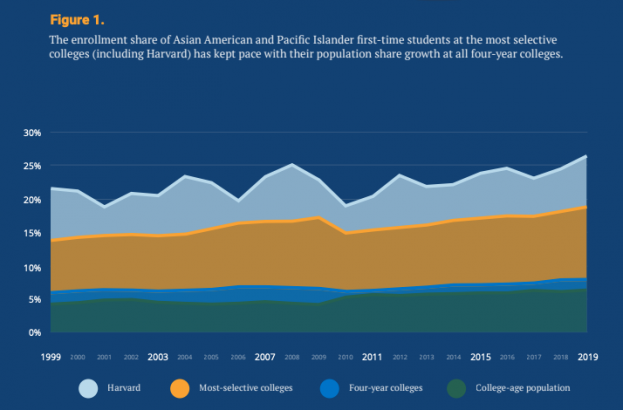 Figure 1.
The enrollment share of Asian American and Pacific Islander first-time students at the most selective
colleges (including Harvard) has kept pace with their population share growth at all four-year colleges.
30%
25%
20%
15%
10%
5%
0%
1999 2000 2001 2002 2003 2004 2005 2006 2007 2008 2009 2010 2011 2012 2013 2014 2015 2016 2017 2018 2019
Harvard Most-selective colleges Four-year colleges College-age population